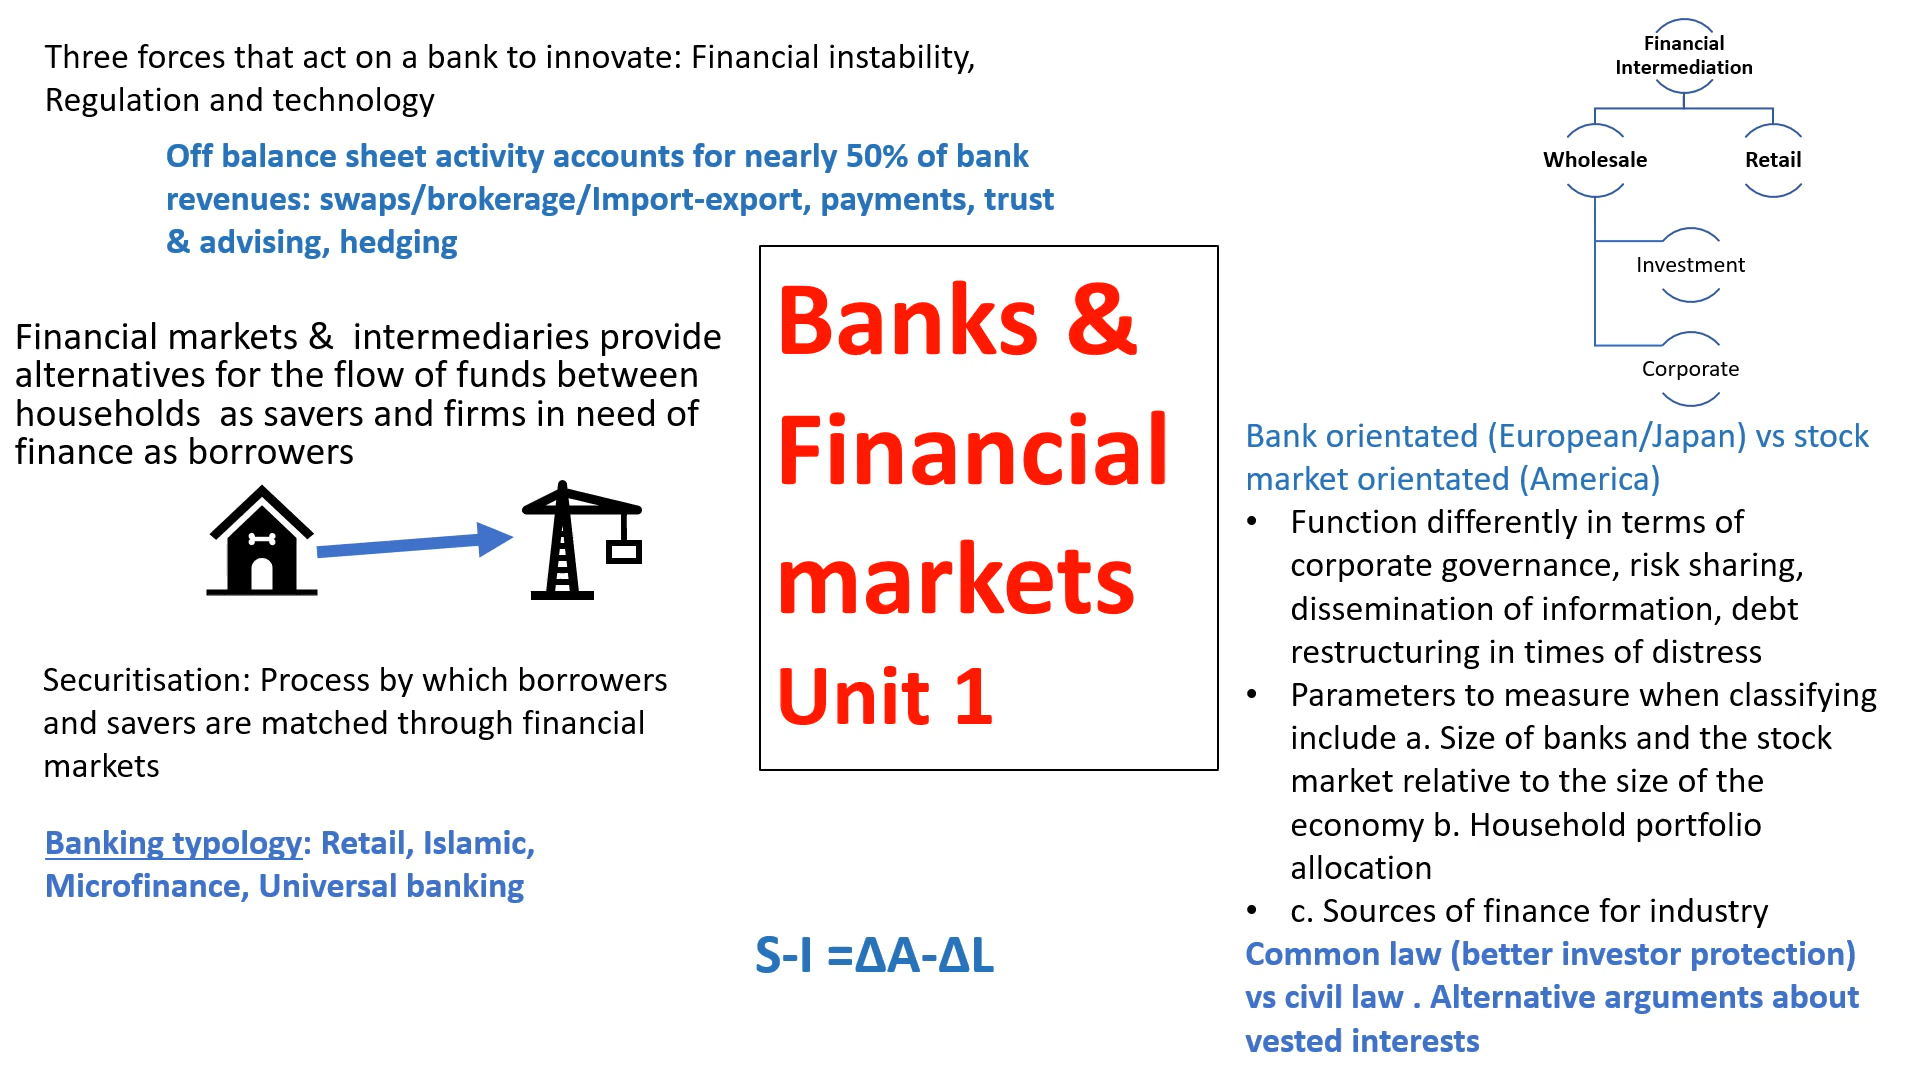 Three forces that act on a bank to innovate: Financial instability,
Regulation and technology
Off balance sheet activity accounts for nearly 50% of bank
revenues: swaps/brokerage/Import-export, payments, trust
& advising, hedging
Financial markets &  intermediaries provide
alternatives for the flow of funds between
households  as savers and firms in need of
finance as borrowers
Securitisation: Process by which borrowers
and savers are matched through financial
markets
Banking typology: Retail, Islamic,
Microfinance, Universal banking
Banks &
Financial
markets
Unit 1
S-I =ΔA-ΔL
Financial
Intermediation
Wholesale
Retail
Investment
Corporate
Bank orientated (European/Japan) vs stock
market orientated (America)
• Function differently in terms of
corporate governance, risk sharing,
dissemination of information, debt
restructuring in times of distress
• Parameters to measure when classifying
include a. Size of banks and the stock
market relative to the size of the
economy b. Household portfolio
allocation
• c. Sources of finance for industry
Common law (better investor protection)
vs civil law . Alternative arguments about
vested interests